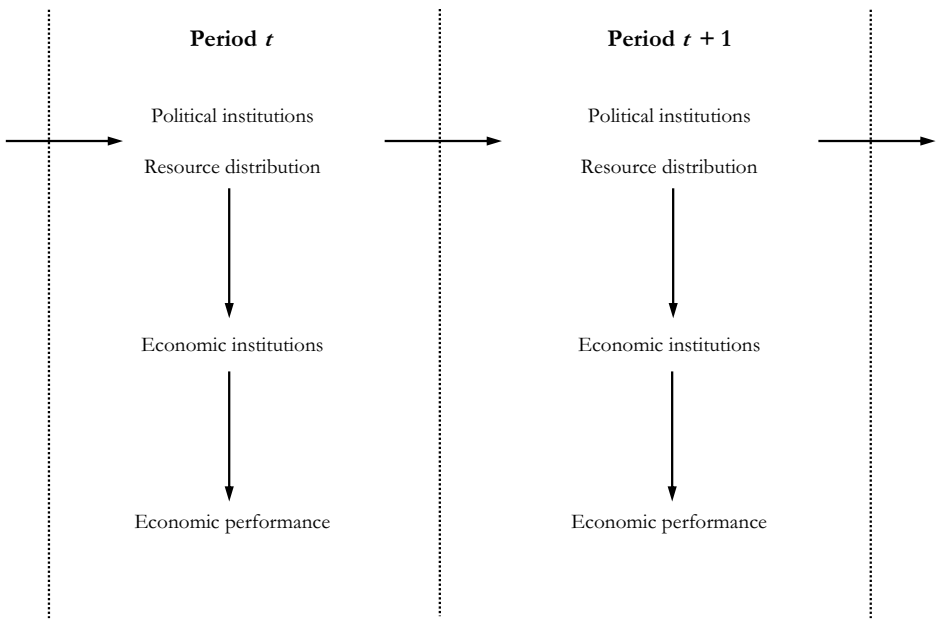 Period t
Period t + 1
Political institutions
Political institutions
Resource distribution
Resource distribution
Economic institutions
Economic institutions
Economic performance
Economic performance